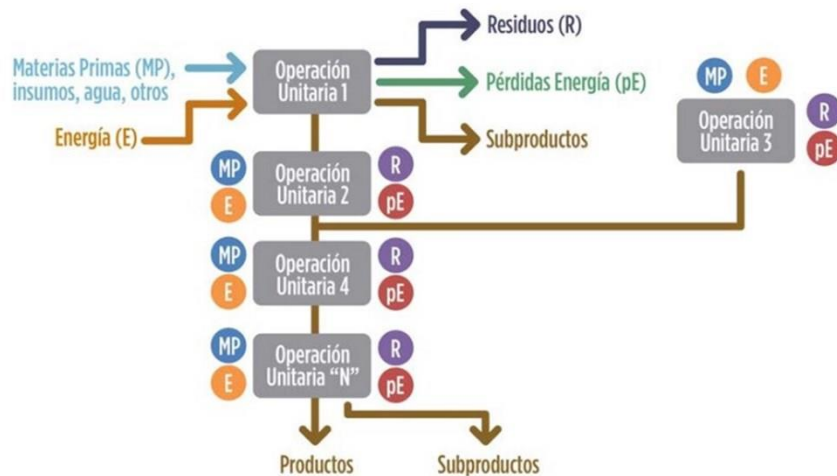 Residuos (R)
Materias Primas (MP),
insumos, agua, otros
Operación
Unitaria 1
Pérdidas Energía (pE)
Energía (E)
Subproductos
MP
E
Operación
Unitaria 3
R
pE
MP
E
Operación
Unitaria 2
R
pE
MP
E
Operación
Unitaria 4
R
pE
MP
E
Operación
Unitaria “N”
R
pE
Productos
Subproductos